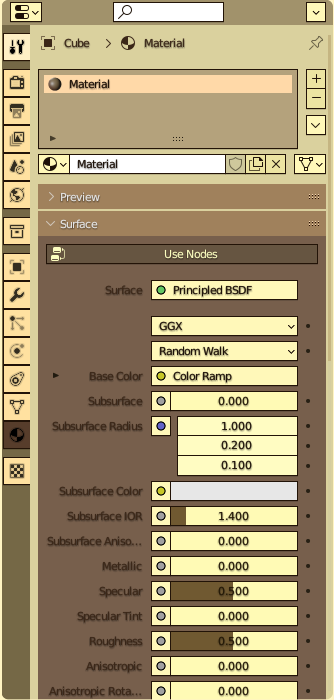 Cube > Material
Material
Material
Preview
Surface
Use Nodes
Surface Principled BSDF
GGX
Random Walk
Base Color Color Ramp
Subsurface 0.000
Subsurface Radius 1.000
0.200
0.100
Subsurface Color
Subsurface IOR 1.400
Subsurface Aniso... 0.000
Metallic 0.000
Specular 0.500
Specular Tint 0.000
Roughness 0.500
Anisotropic 0.000
Anisotropic Rota... 0.000